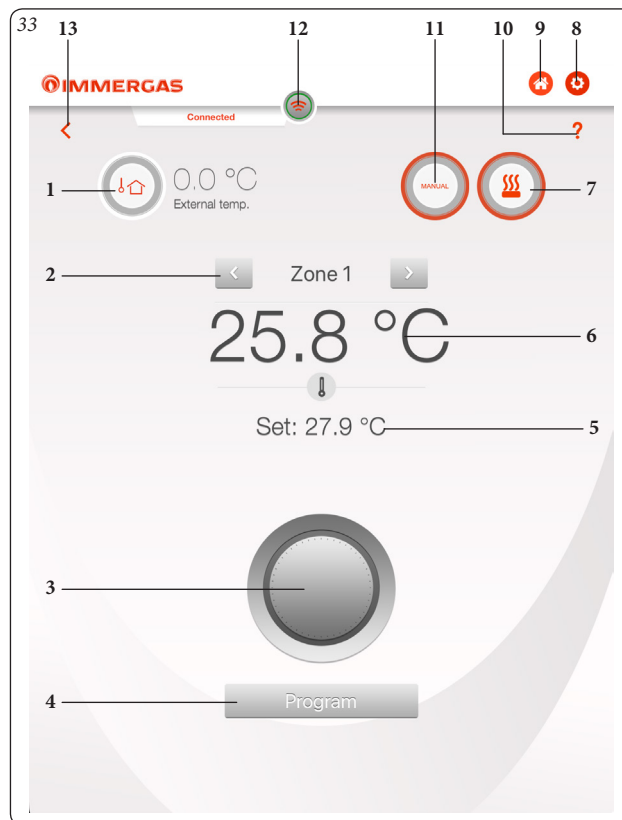 33
13
12
11
10
9
8
IMMERGAS
Connected
?
1
0.0 °C
External temp.
MANUAL
7
2
Zone 1
25.8 °C
6
Set: 27.9 °C
5
3
4
Program